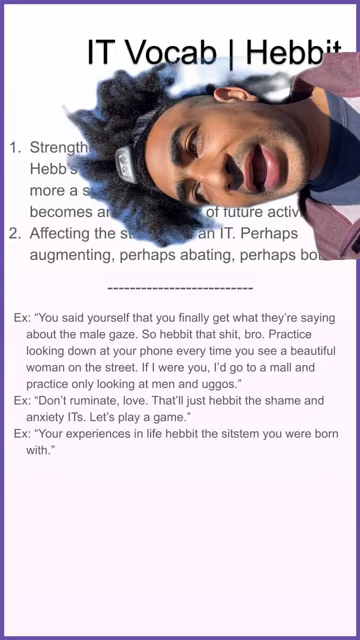 IT Vocab | Hebbit
1. Strength
Hebb's
more a s
becomes a of future activ
2. Affecting the st an IT. Perhaps
augmenting, perhaps abating, perhaps bo
--------------------------
Ex: “You said yourself that you finally get what they’re saying
about the male gaze. So hebbit that shit, bro. Practice
looking down at your phone every time you see a beautiful
woman on the street. If I were you, I’d go to a mall and
practice only looking at men and uggos.”
Ex: “Don’t ruminate, love. That’ll just hebbit the shame and
anxiety ITs. Let’s play a game.”
Ex: “Your experiences in life hebbit the sitstem you were born
with.”